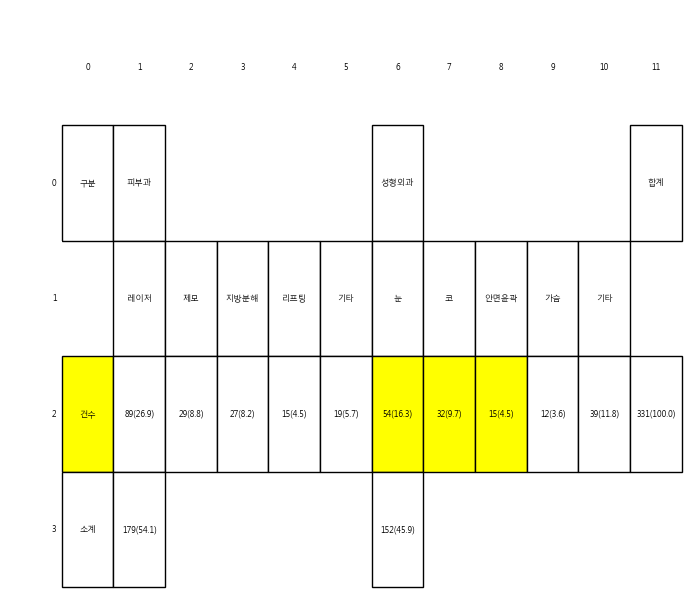 0 1 2 3 4 5 6 7 8 9 10 11
0 구분 피부과 성형외과 합계
1 레이저 제모 지방분해 리프팅 기타 눈 코 안면윤곽 가슴 기타
2 건수 89(26.9) 29(8.8) 27(8.2) 15(4.5) 19(5.7) 54(16.3) 32(9.7) 15(4.5) 12(3.6) 39(11.8) 331(100.0)
3 소계 179(54.1) 152(45.9)